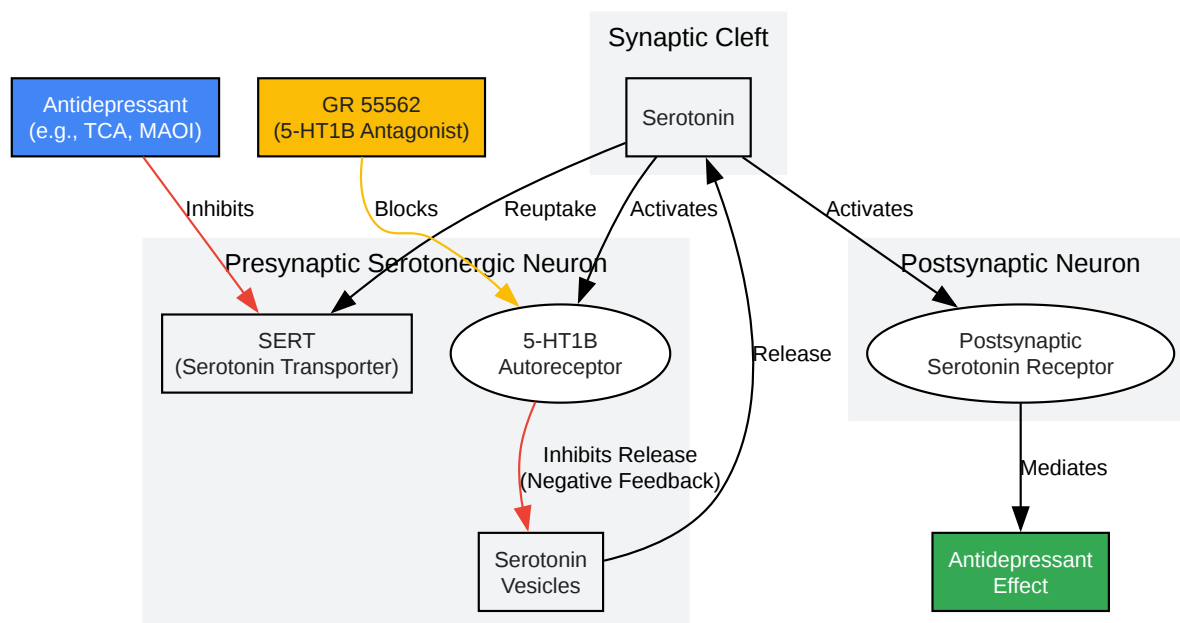 Synaptic Cleft
Antidepressant
(e.g., TCA, MAOI)
GR 55562
(5-HT1B Antagonist)
Serotonin
Inhibits
Blocks
Reuptake
Activates
Activates
Presynaptic Serotonergic Neuron
Postsynaptic Neuron
SERT
(Serotonin Transporter)
5-HT1B
Autoreceptor
Release
Postsynaptic
Serotonin Receptor
Inhibits Release
(Negative Feedback)
Mediates
Serotonin
Vesicles
Antidepressant
Effect